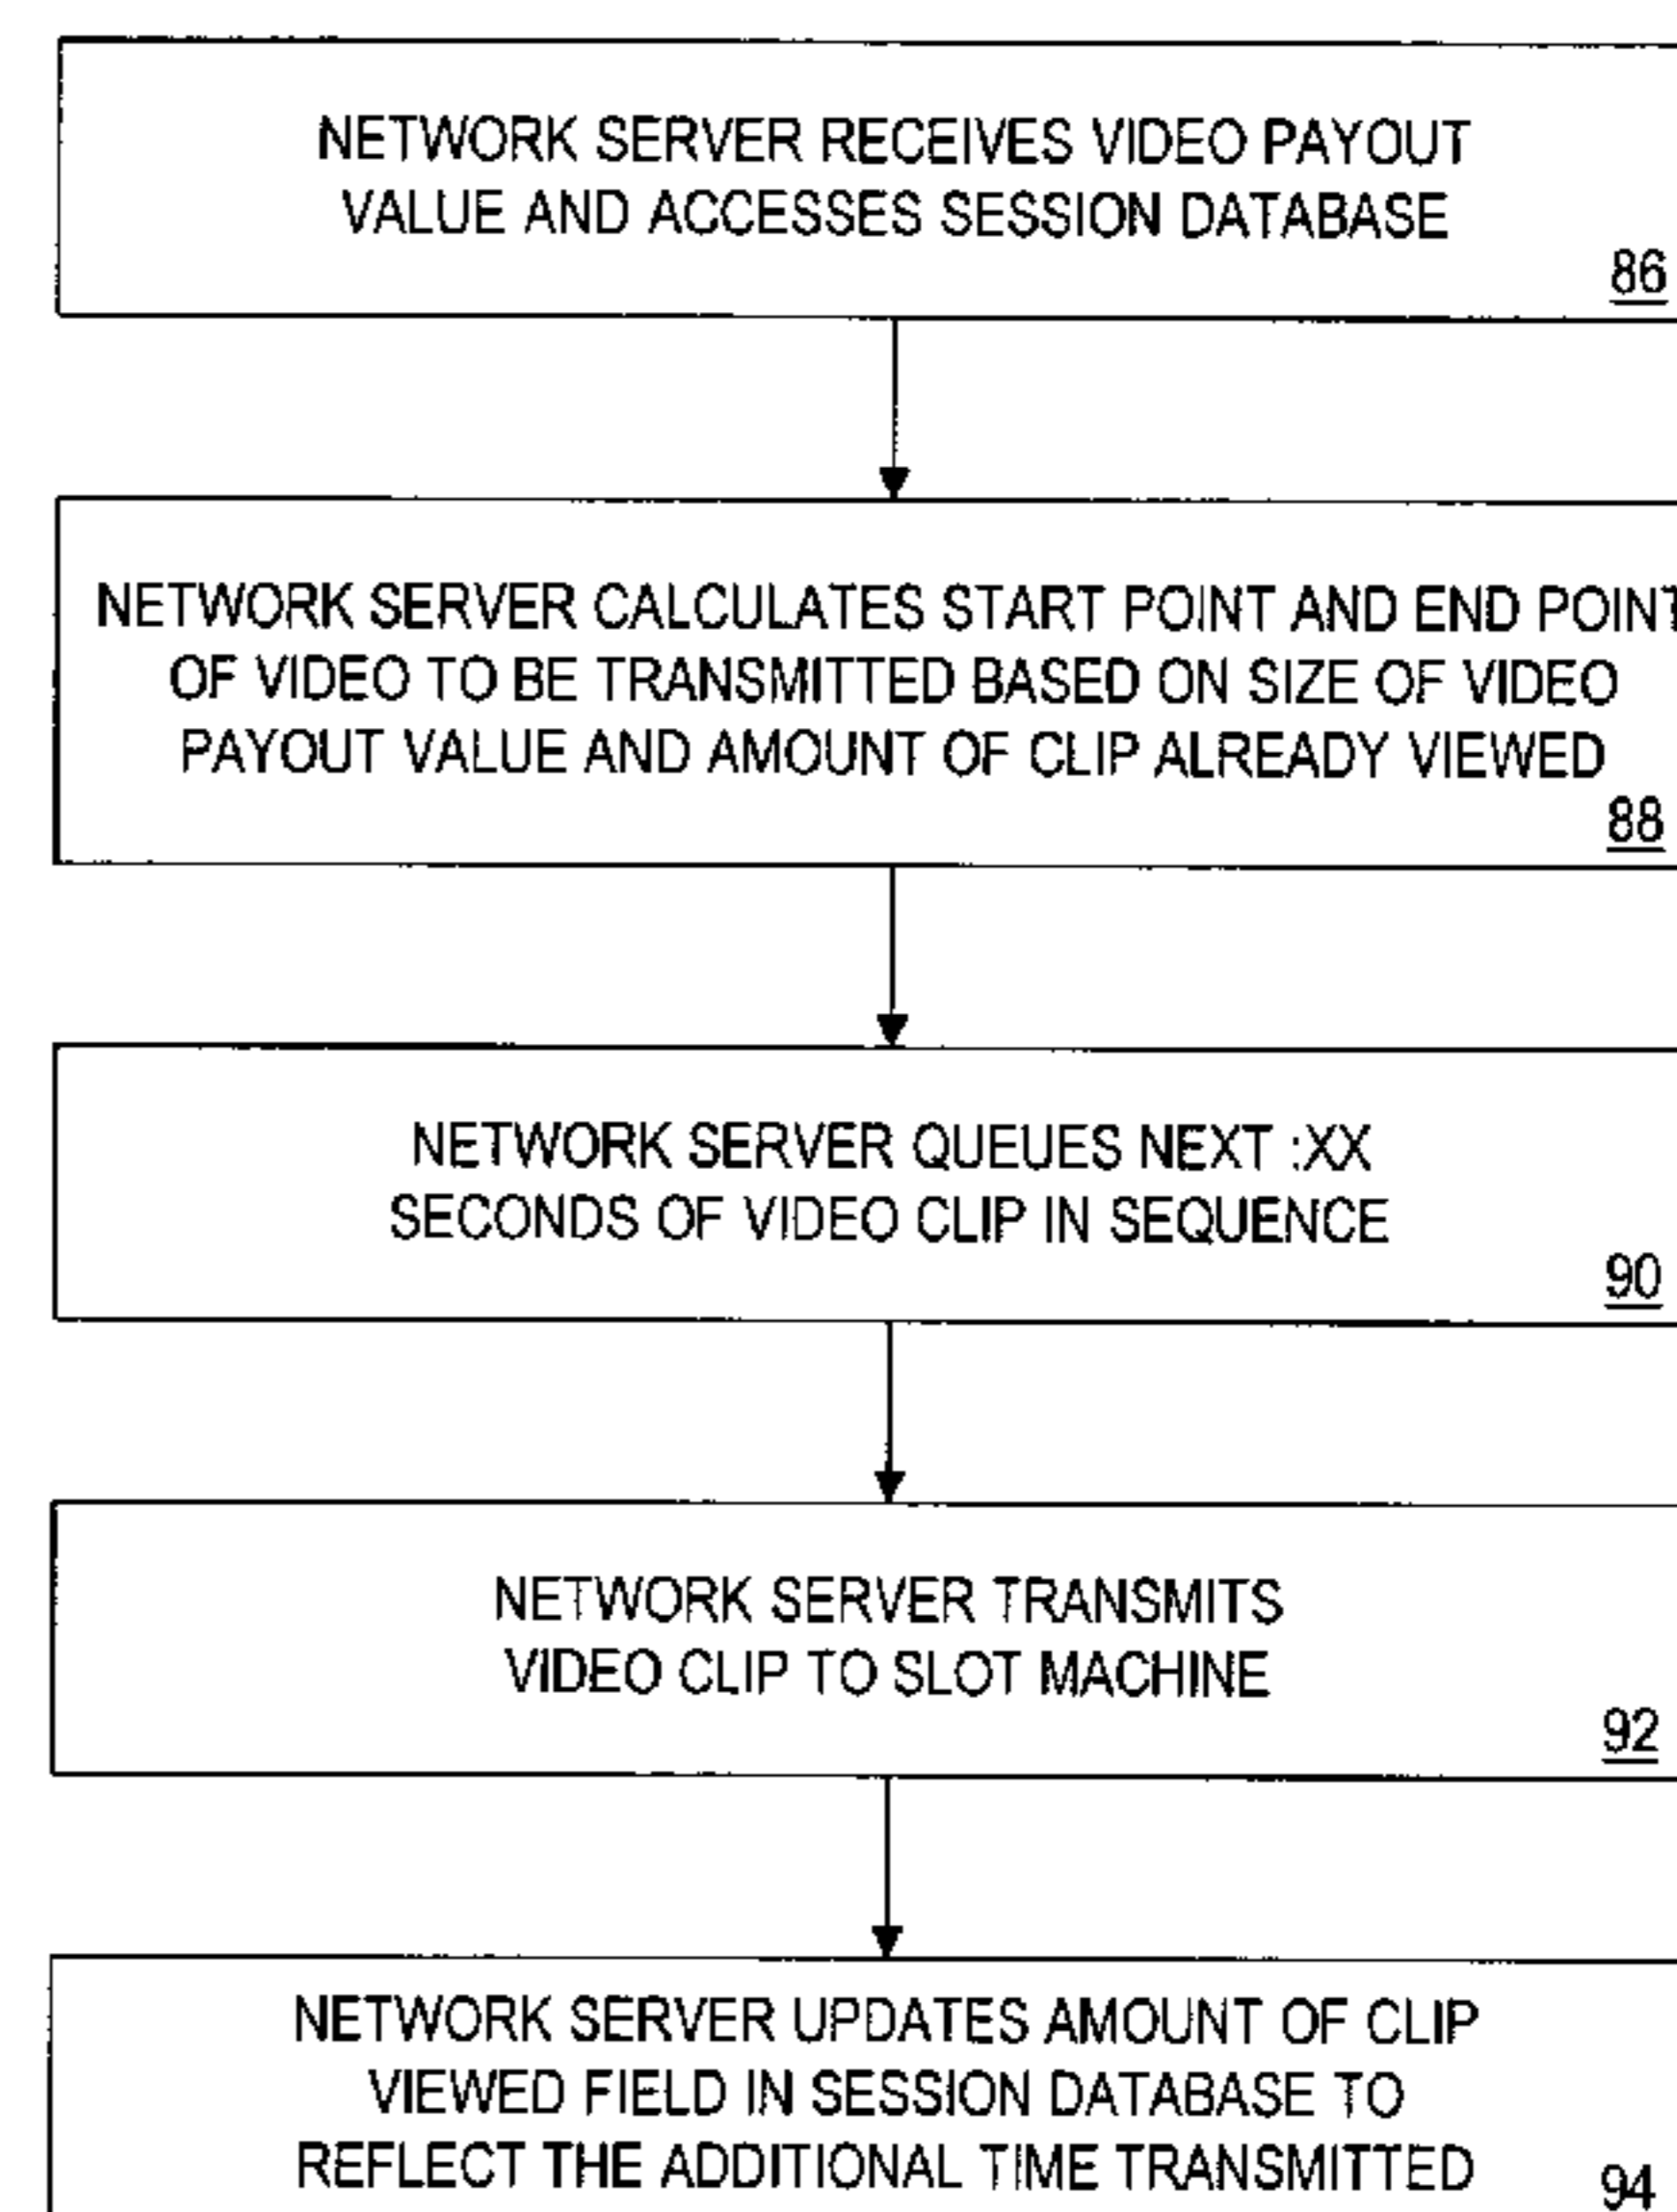 NETWORK SERVER RECEIVES VIDEO PAYOUT
VALUE AND ACCESSES SESSION DATABASE
86
NETWORK SERVER CALCULATES START POINT AND END POINT
OF VIDEO TO BE TRANSMITTED BASED ON SIZE OF VIDEO
PAYOUT VALUE AND AMOUNT OF CLIP ALREADY VIEWED
88
NETWORK SERVER QUEUES NEXT :XX
SECONDS OF VIDEO CLIP IN SEQUENCE
90
NETWORK SERVER TRANSMITS
VIDEO CLIP TO SLOT MACHINE
92
NETWORK SERVER UPDATES AMOUNT OF CLIP
VIEWED FIELD IN SESSION DATABASE TO
REFLECT THE ADDITIONAL TIME TRANSMITTED
94